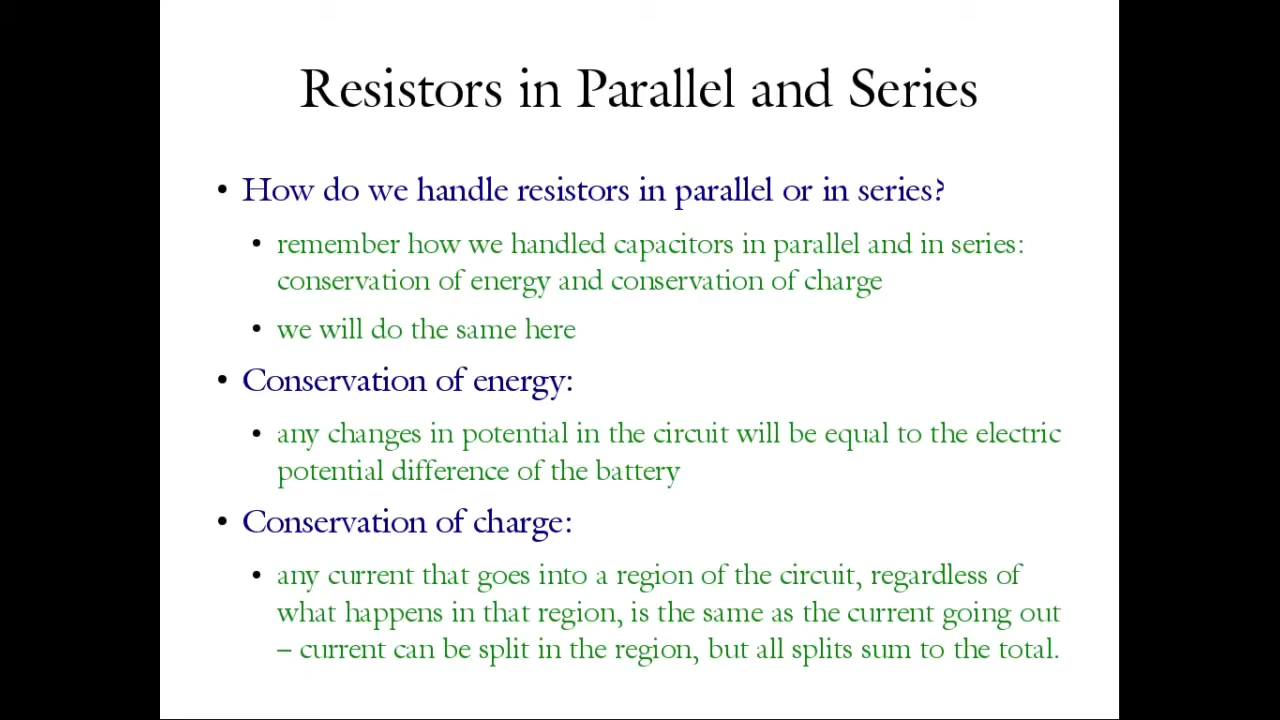 Resistors in Parallel and Series
• How do we handle resistors in parallel or in series?
• remember how we handled capacitors in parallel and in series:
conservation of energy and conservation of charge
• we will do the same here
• Conservation of energy:
• any changes in potential in the circuit will be equal to the electric
potential difference of the battery
• Conservation of charge:
• any current that goes into a region of the circuit, regardless of
what happens in that region, is the same as the current going out
– current can be split in the region, but all splits sum to the total.